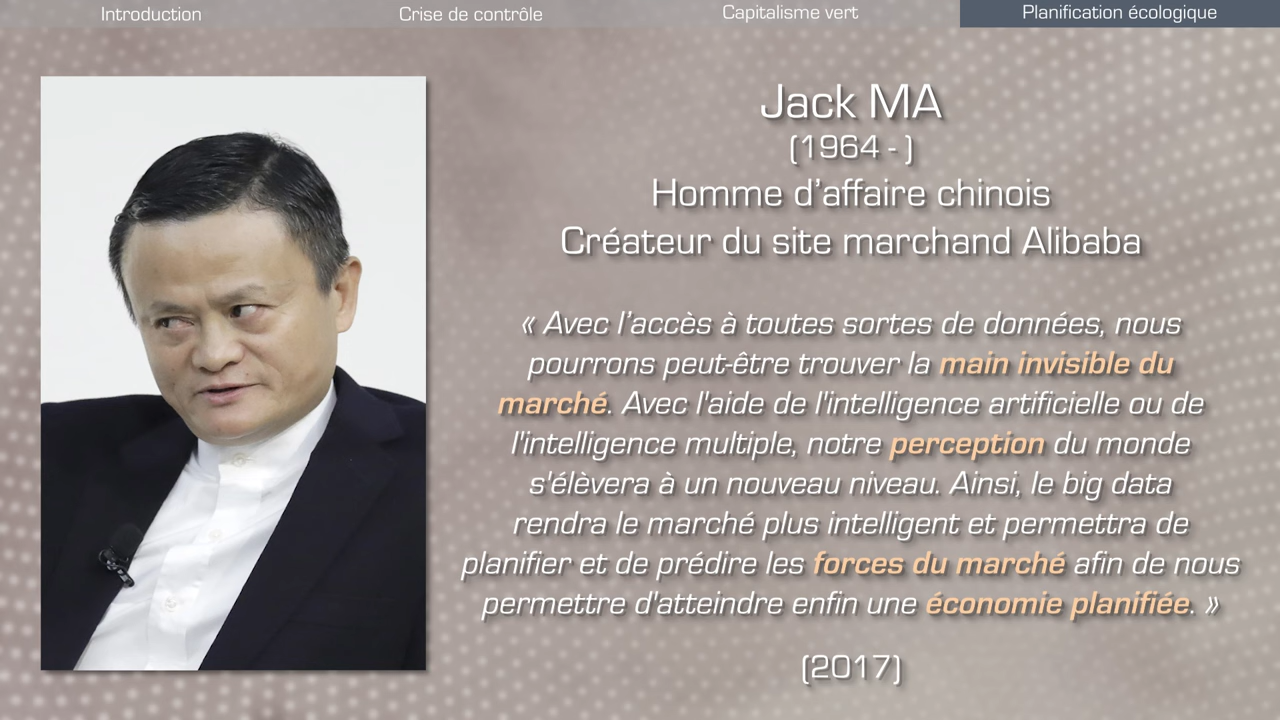 Introduction
Crise de contrôle
Capitalisme vert
Planification écologique
Jack MA
(1964 - )
Homme d’affaire chinois
Créateur du site marchand Alibaba
« Avec l’accès à toutes sortes de données, nous
pourrons peut-être trouver la main invisible du
marché. Avec l'aide de l'intelligence artificielle ou de
l'intelligence multiple, notre perception du monde
s'élèvera à un nouveau niveau. Ainsi, le big data
rendra le marché plus intelligent et permettra de
planifier et de prédire les forces du marché afin de nous
permettre d'atteindre enfin une économie planifiée. »
(2017)